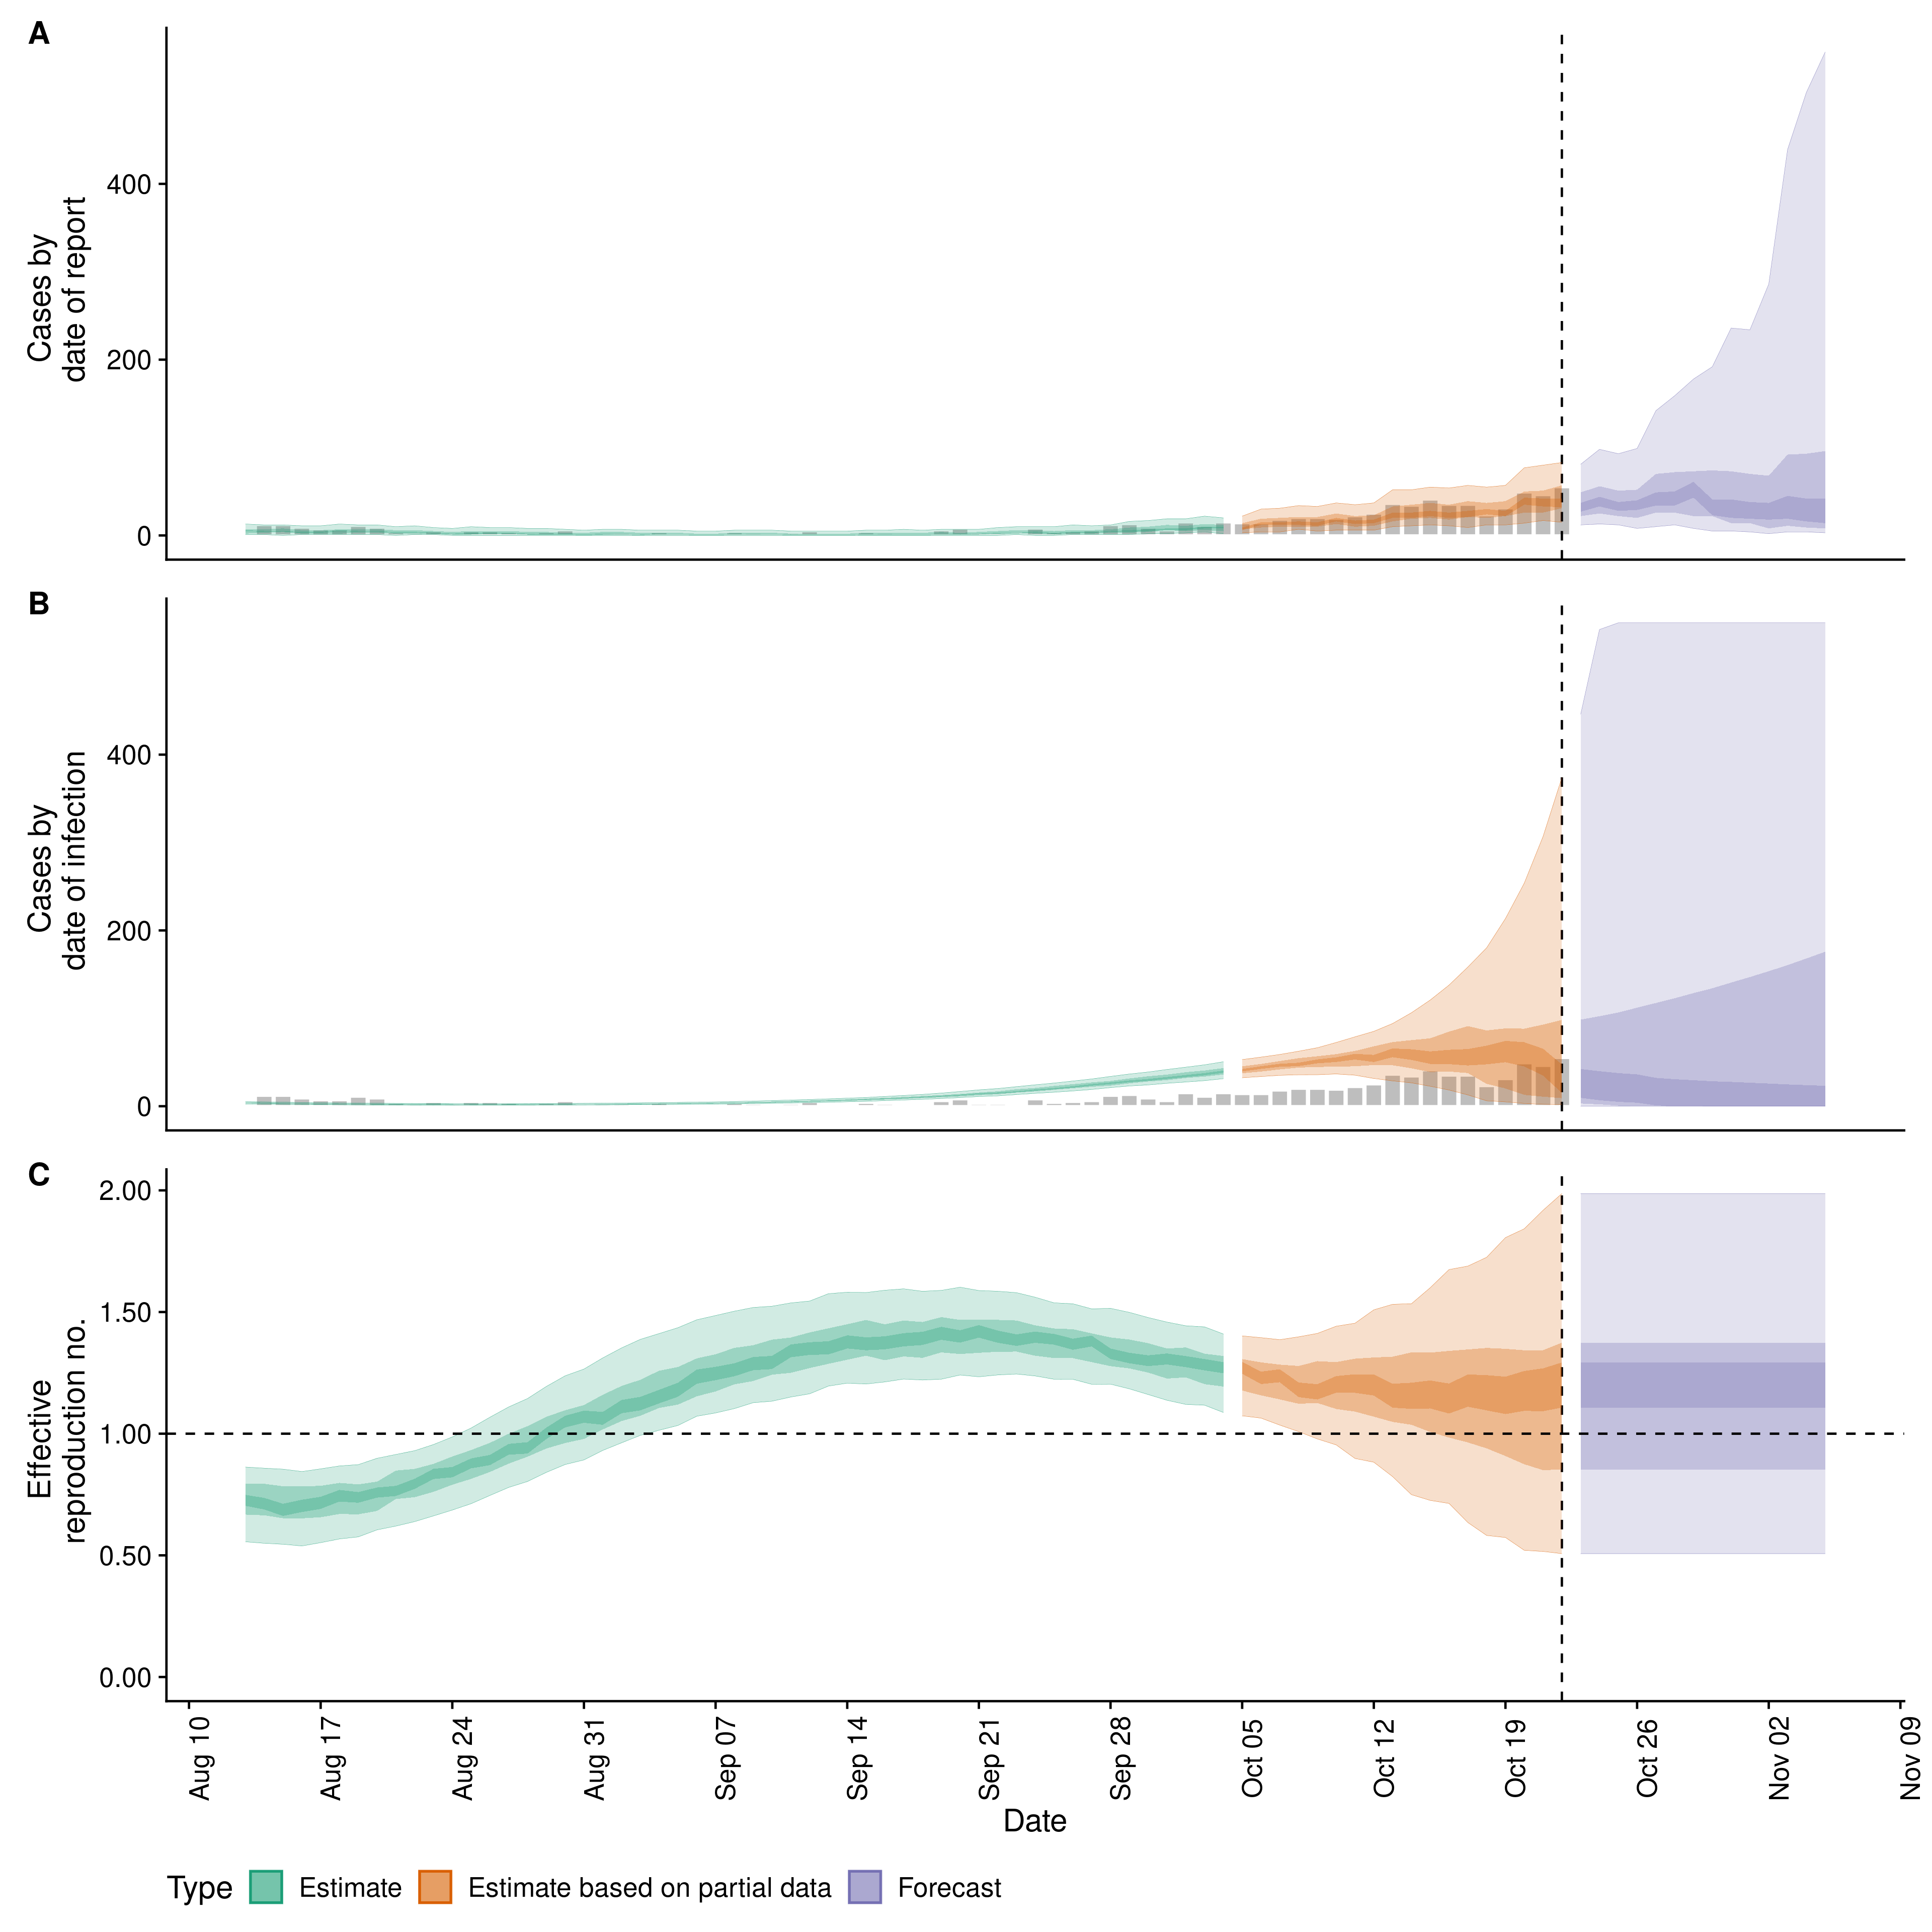 A
Cases by
date of report
400
200
0
B
Cases by
date of infection
400
200
0
C
Effective
reproduction no.
2.00
1.50
1.00
0.50
0.00
Aug 10
Aug 17
Aug 24
Aug 31
Sep 07
Sep 14
Sep 21
Sep 28
Oct 05
Oct 12
Oct 19
Oct 26
Nov 02
Nov 09
Date
Type Estimate Estimate based on partial data Forecast